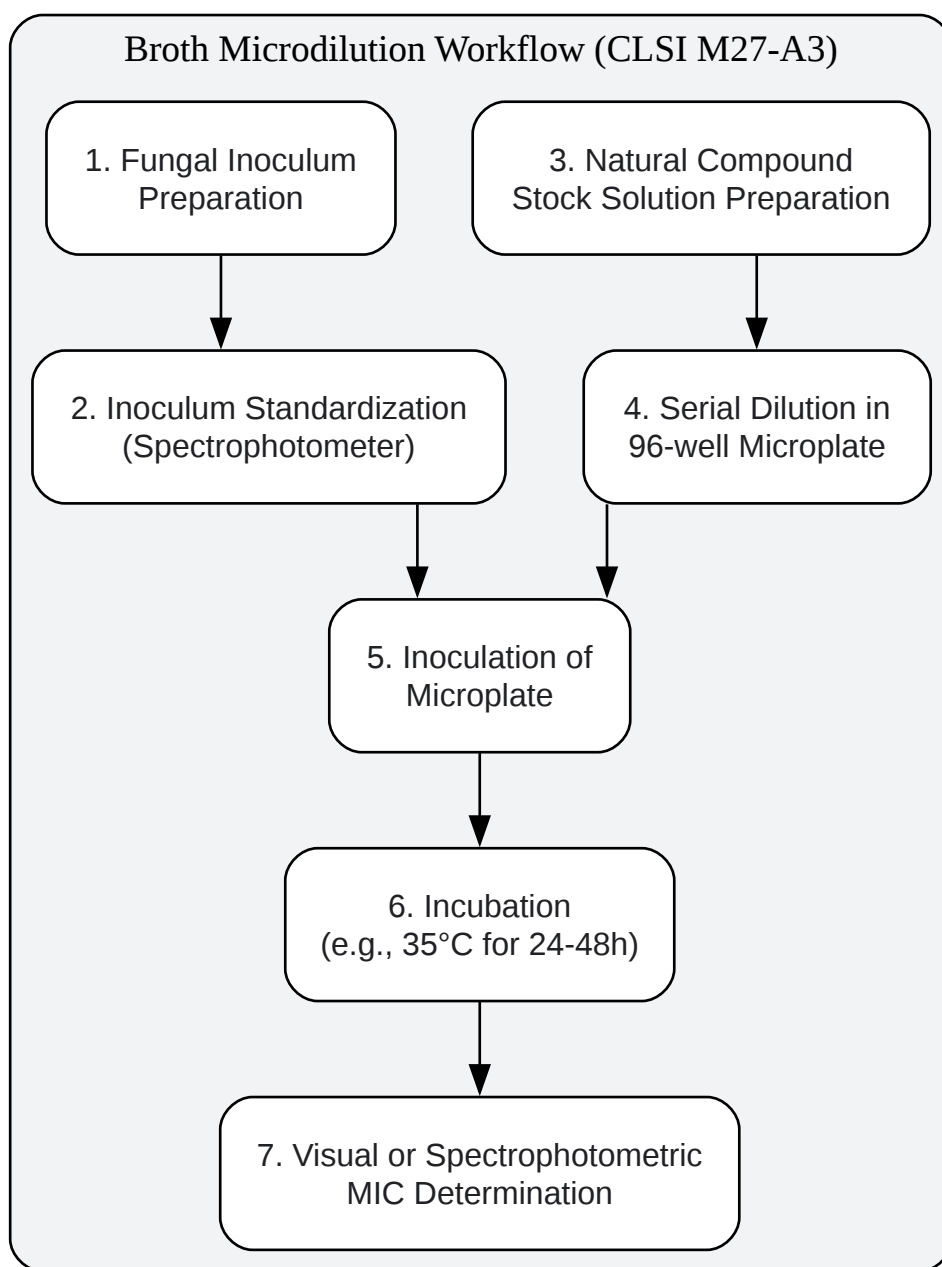 Broth Microdilution Workflow (CLSI M27-A3)
1. Fungal Inoculum
Preparation
3. Natural Compound
Stock Solution Preparation
2. Inoculum Standardization
(Spectrophotometer)
4. Serial Dilution in
96-well Microplate
5. Inoculation of
Microplate
6. Incubation
(e.g., 35°C for 24-48h)
7. Visual or Spectrophotometric
MIC Determination